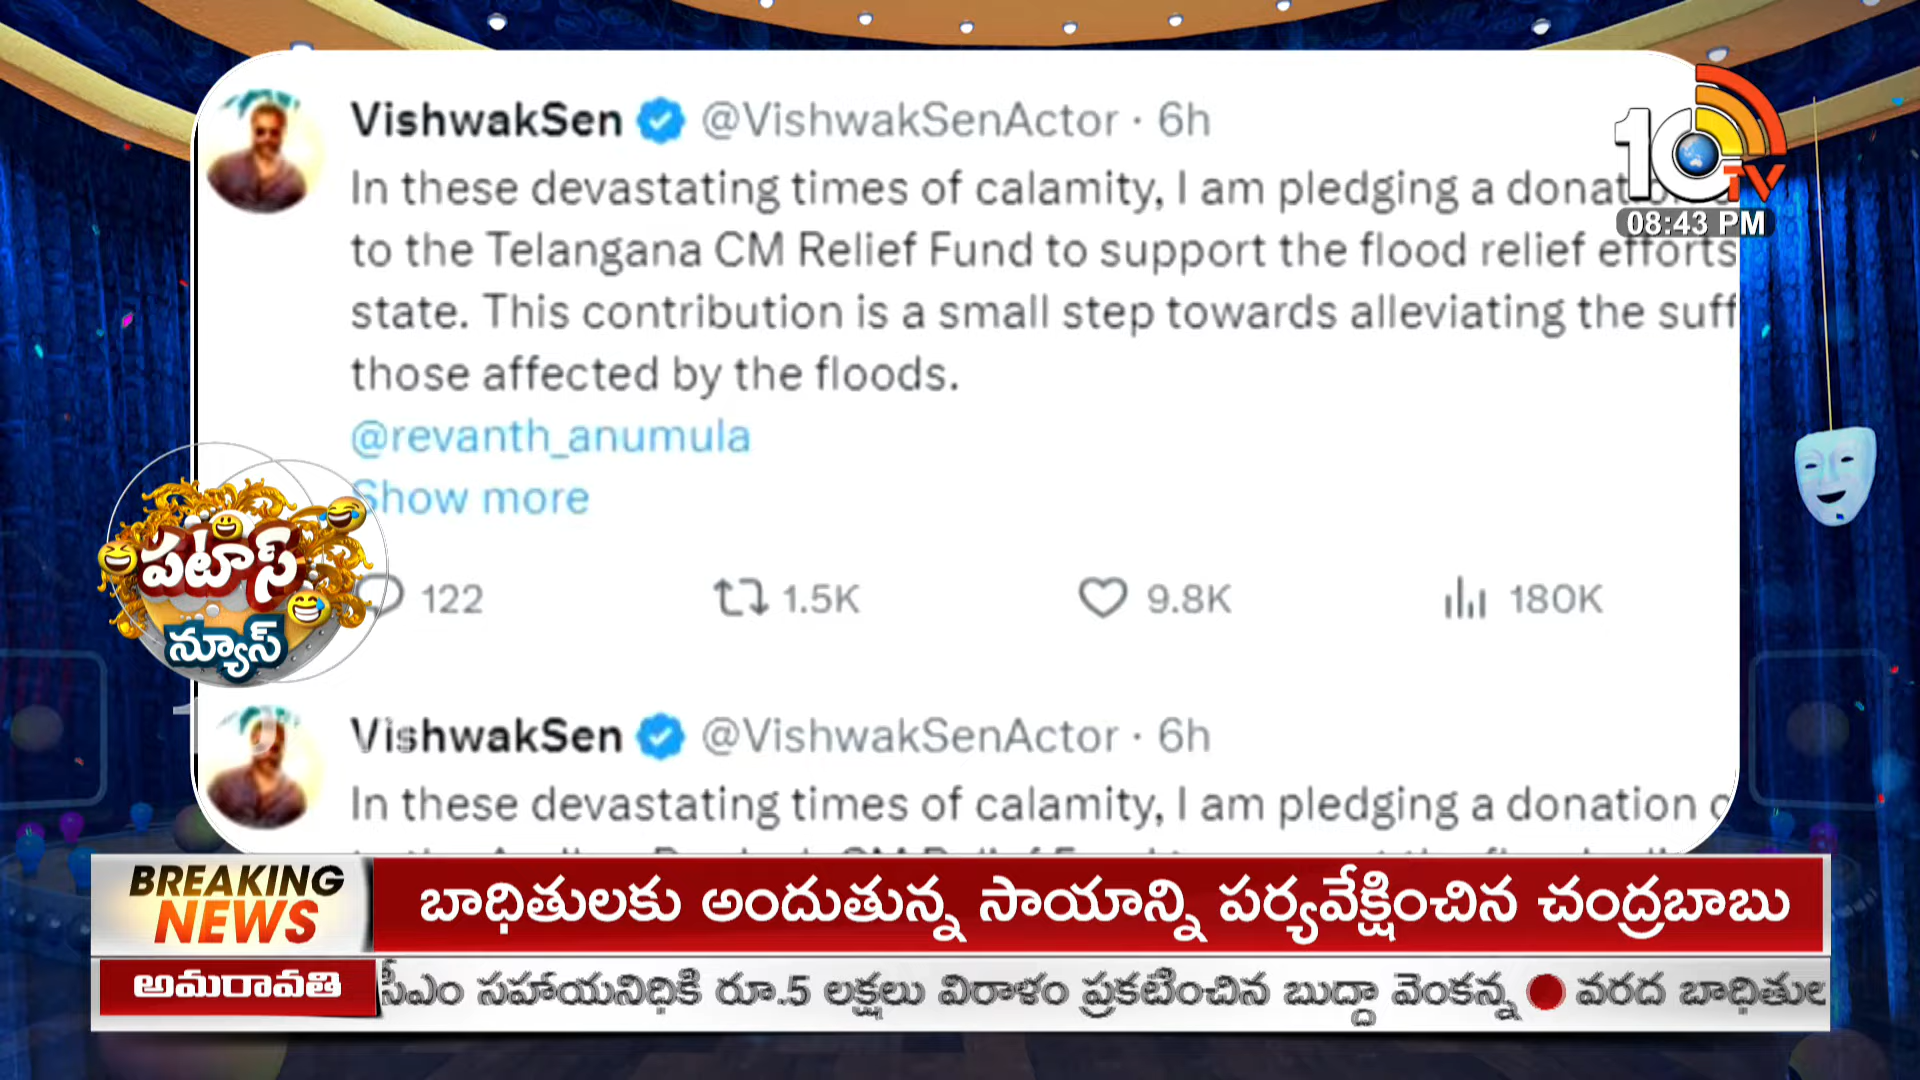 VishwakSen @VishwakSenActor · 6h
In these devastating times of calamity, I am pledging a donation
to the Telangana CM Relief Fund to support the flood relief efforts
state. This contribution is a small step towards alleviating the suff
those affected by the floods.
@revanth_anumula
Show more
122 1.5K 9.8K 180K
VishwakSen @VishwakSenActor · 6h
In these devastating times of calamity, I am pledging a donation
10TV
08:43 PM
పటాస్
న్యూస్
BREAKING
NEWS
బాధితులకు అందుతున్న సాయాన్ని పర్యవేక్షించిన చంద్రబాబు
అమరావతి
సీఎం సహాయనిధికి రూ.5 లక్షలు విరాళం ప్రకటించిన బుద్దా వెంకన్న ● వరద బాధితుల